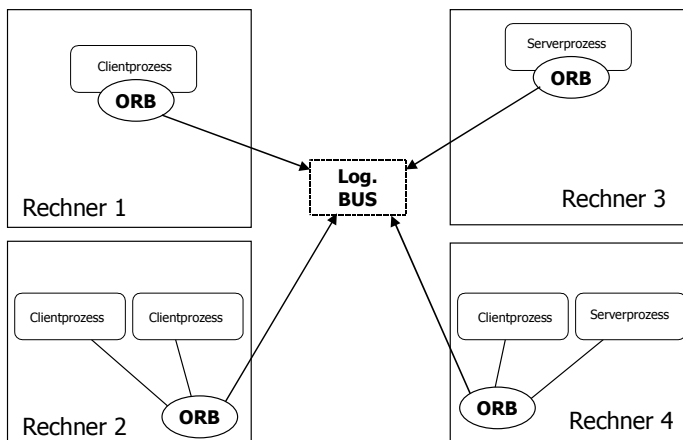 Clientprozess
ORB
Rechner 1
Serverprozess
ORB
Rechner 3
Log.
BUS
Clientprozess
Clientprozess
ORB
Rechner 2
Clientprozess
Serverprozess
ORB
Rechner 4